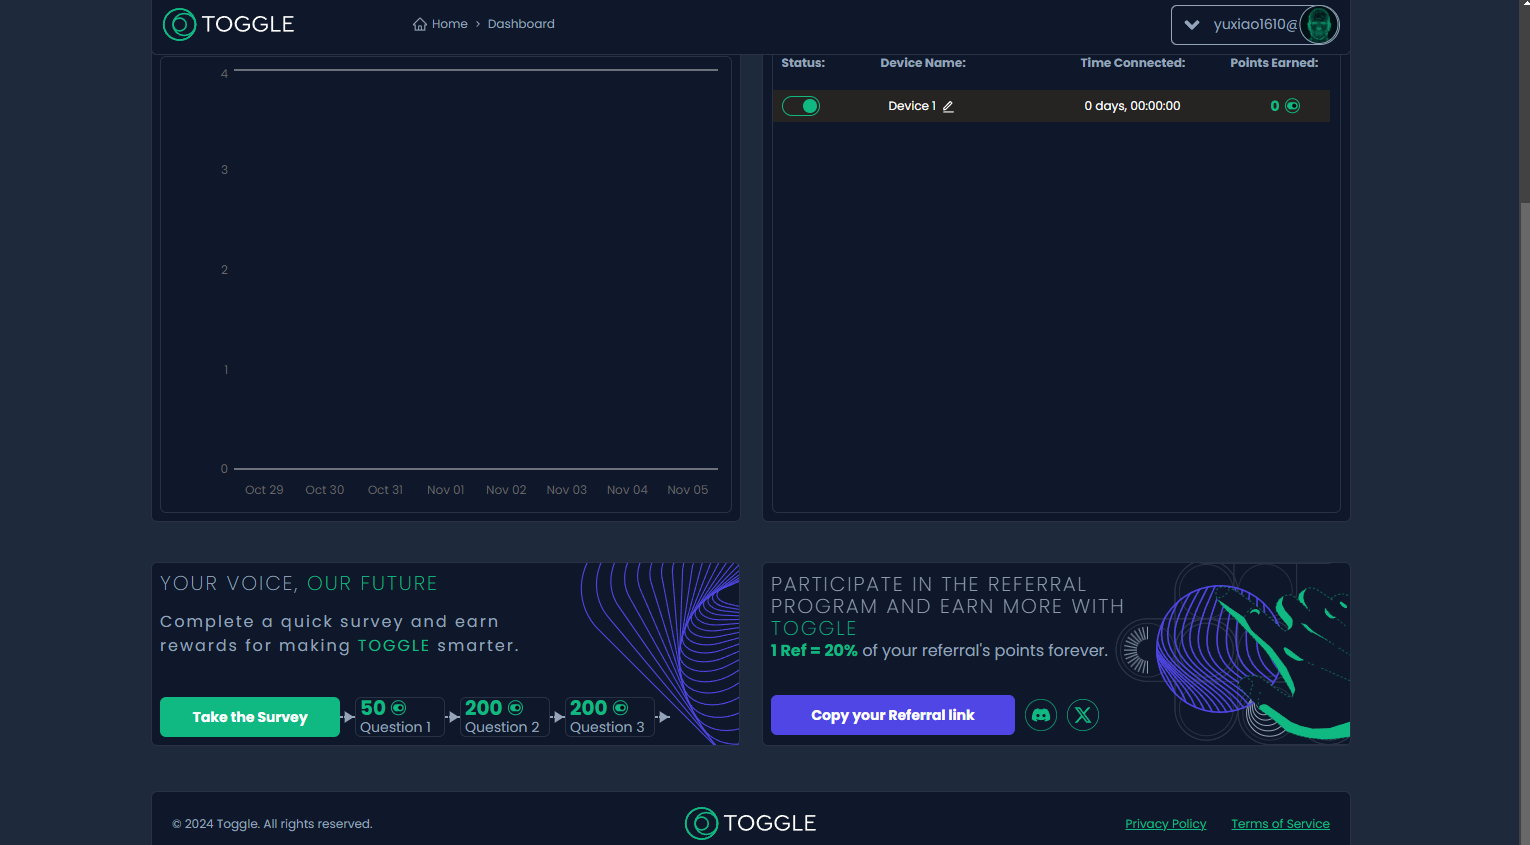 TOGGLE
Home > Dashboard
yuxiao1610@
4
3
2
1
0
Oct 29 Oct 30 Oct 31 Nov 01 Nov 02 Nov 03 Nov 04 Nov 05
Status: Device Name: Time Connected: Points Earned:
Device 1 0 days, 00:00:00 0
YOUR VOICE, OUR FUTURE
Complete a quick survey and earn
rewards for making TOGGLE smarter.
Take the Survey
50
Question 1
200
Question 2
200
Question 3
PARTICIPATE IN THE REFERRAL
PROGRAM AND EARN MORE WITH
TOGGLE
1 Ref = 20% of your referral's points forever.
Copy your Referral link
© 2024 Toggle. All rights reserved.
TOGGLE
Privacy Policy Terms of Service